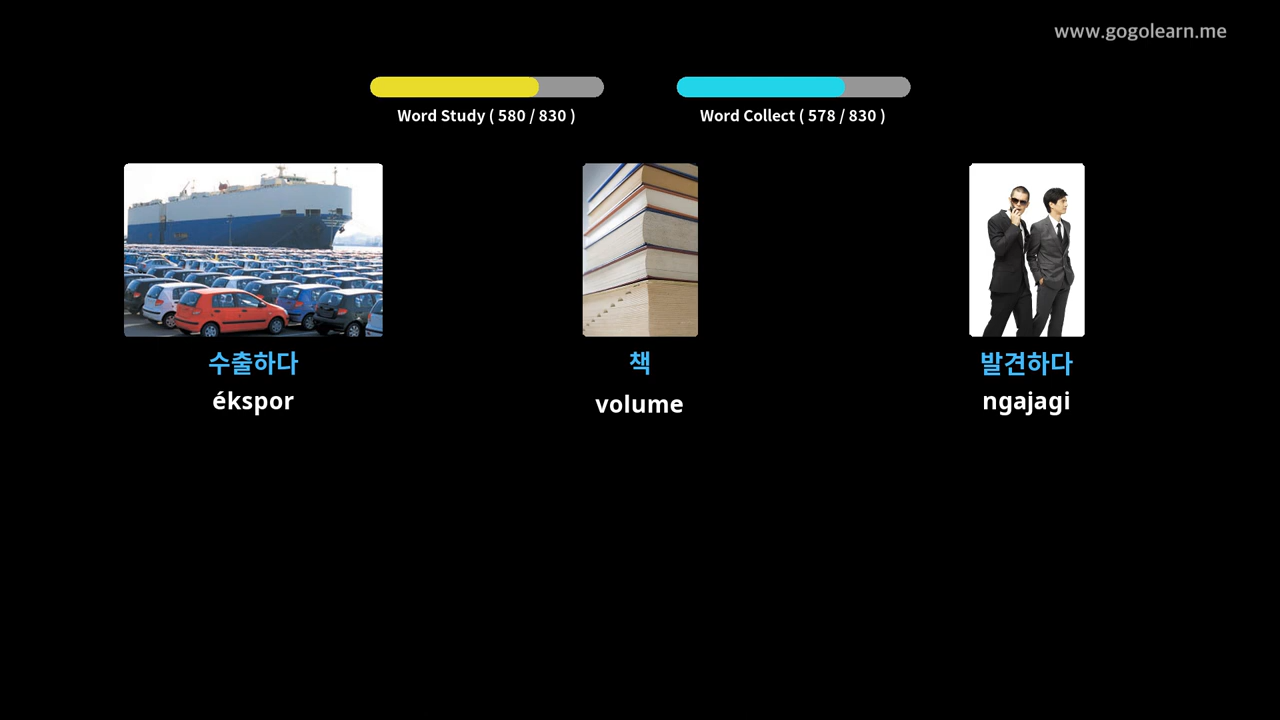 www.gogolearn.me
Word Study ( 580 / 830 )
Word Collect ( 578 / 830 )
수출하다
ékspor
책
volume
발견하다
ngajagi